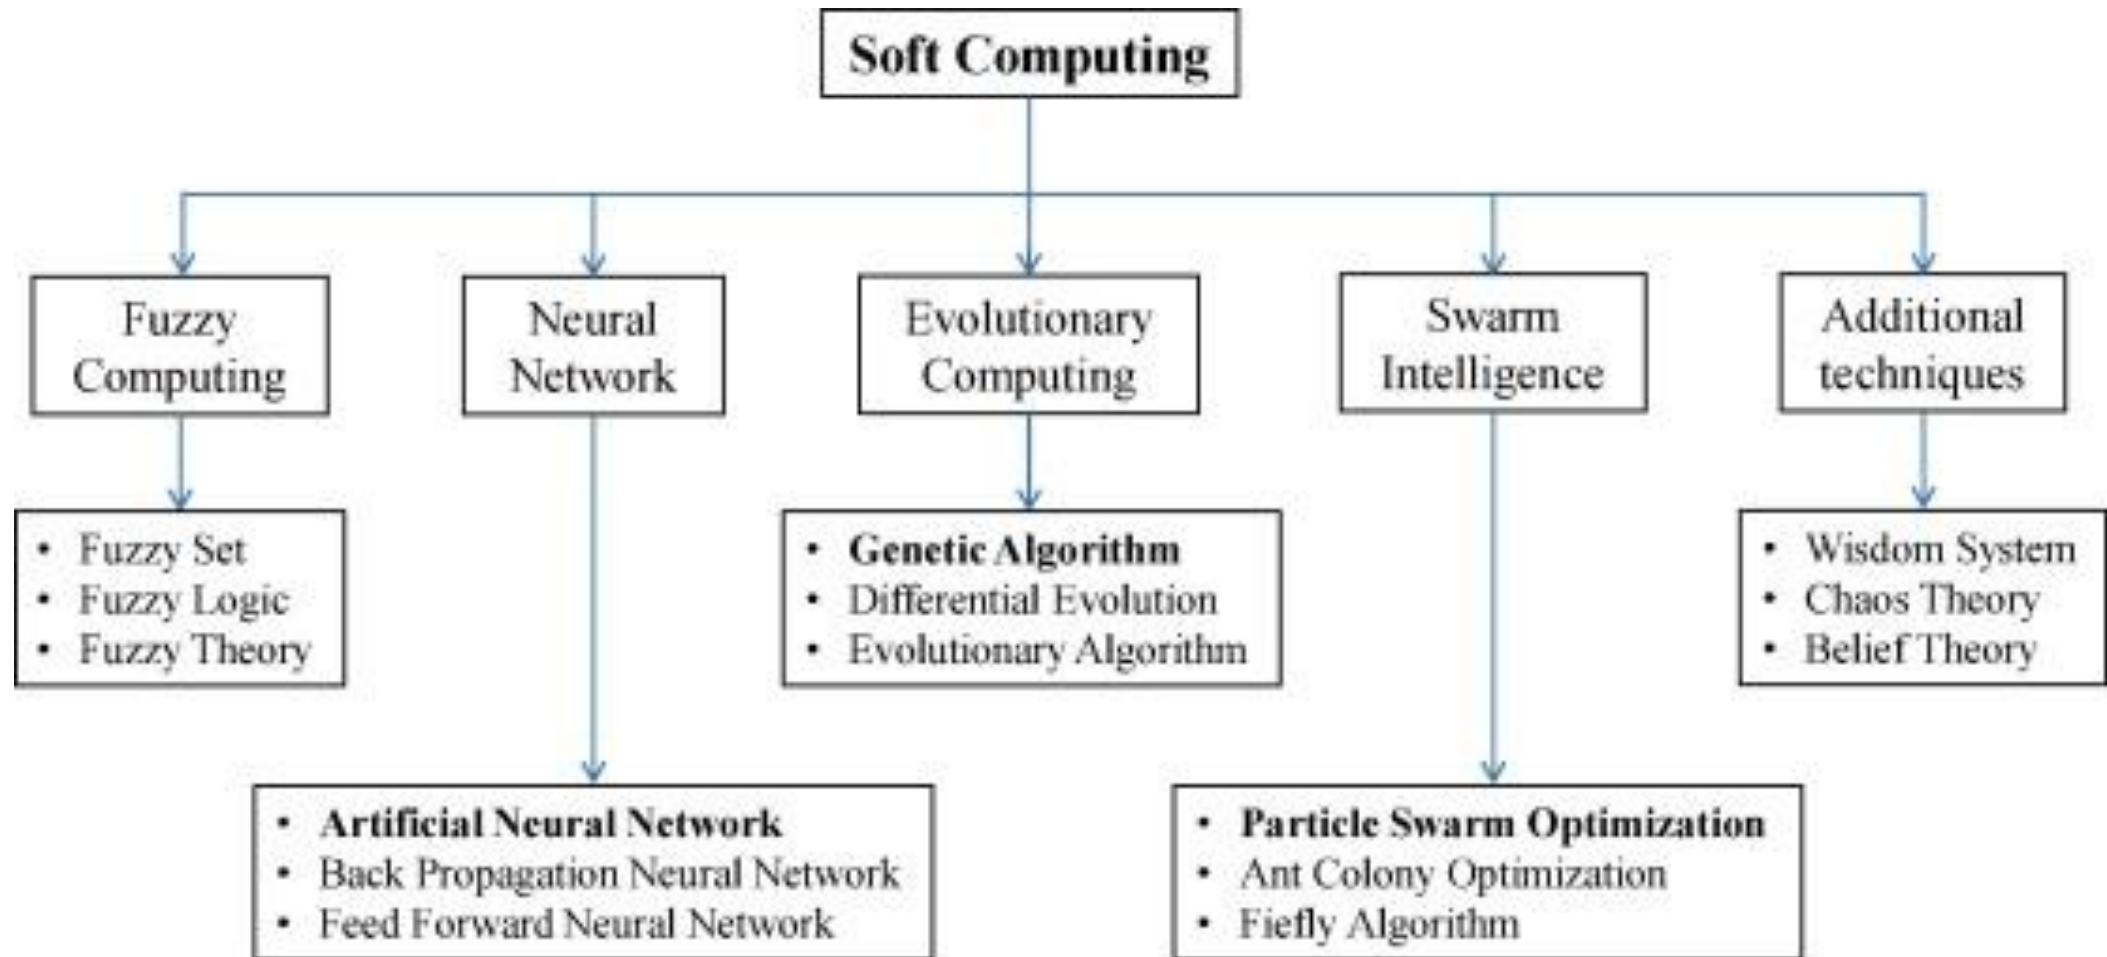 Soft Computing
Fuzzy
Computing
Neural
Network
Evolutionary
Computing
Swarm
Intelligence
Additional
techniques
• Fuzzy Set
• Fuzzy Logic
• Fuzzy Theory
• Genetic Algorithm
• Differential Evolution
• Evolutionary Algorithm
• Wisdom System
• Chaos Theory
• Belief Theory
• Artificial Neural Network
• Back Propagation Neural Network
• Feed Forward Neural Network
• Particle Swarm Optimization
• Ant Colony Optimization
• Fiefly Algorithm